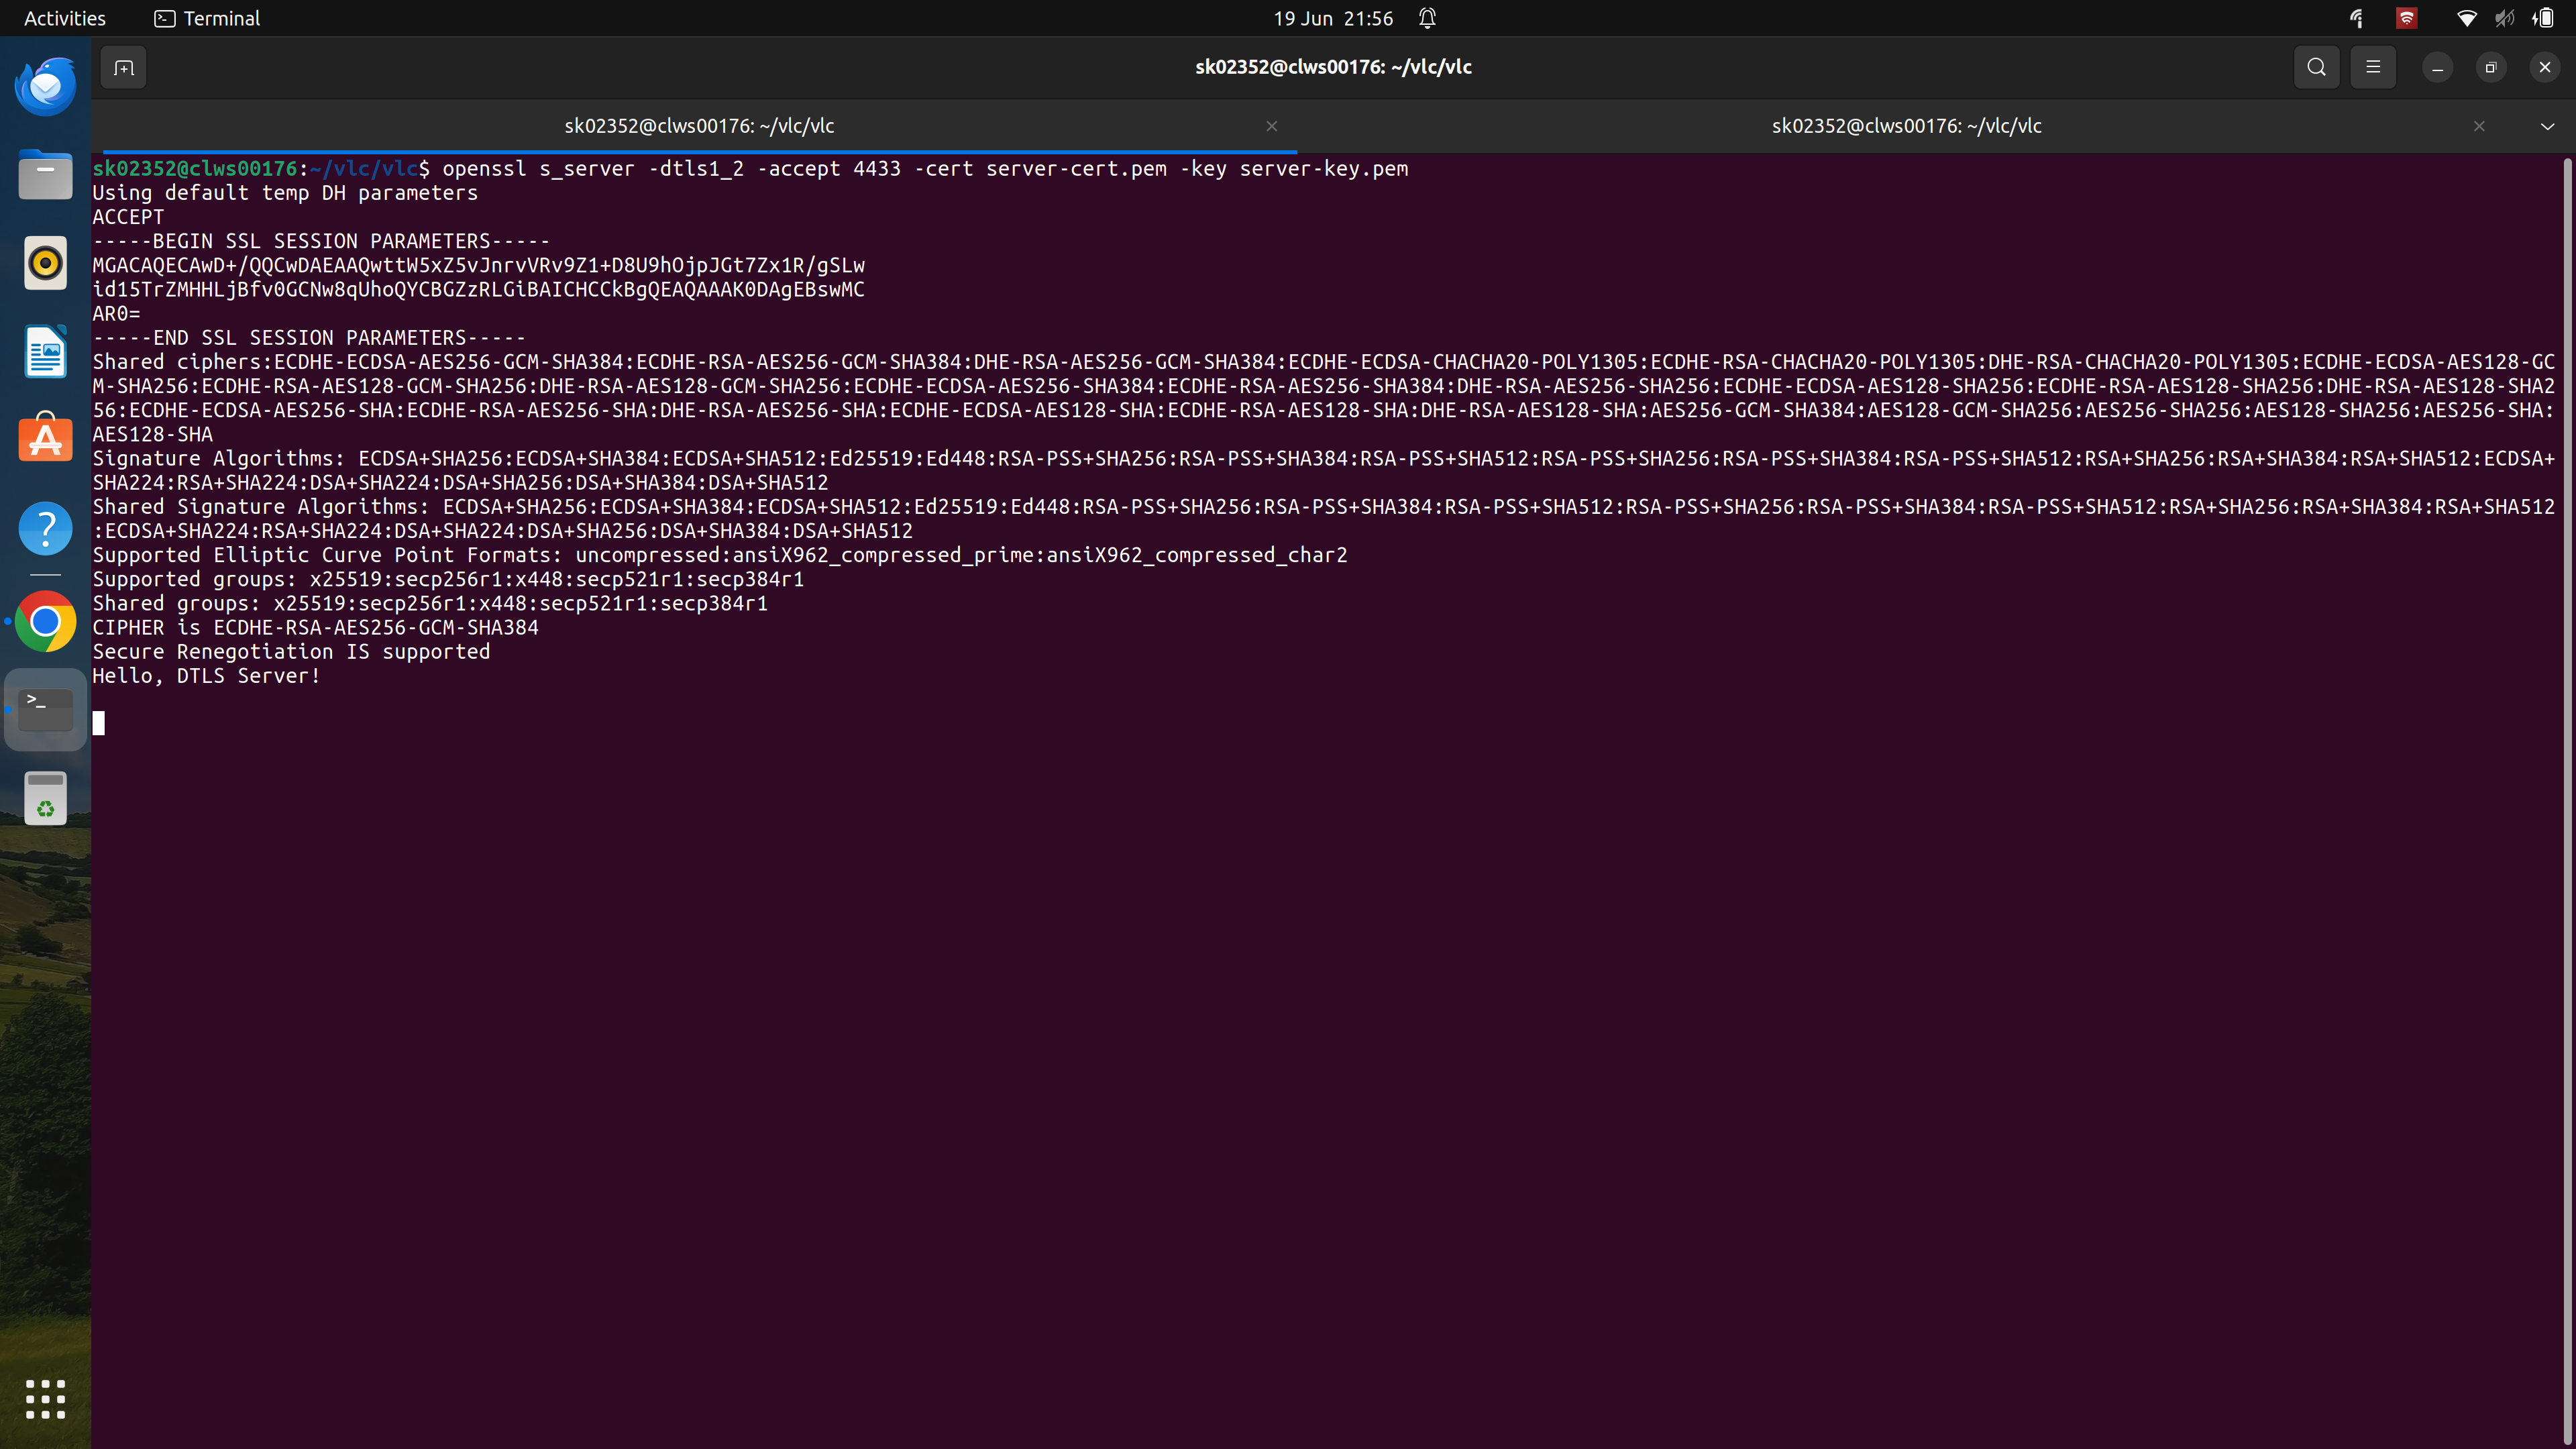 Activities
Terminal
19 Jun 21:56
sk02352@clws00176: ~/vlc/vlc
sk02352@clws00176: ~/vlc/vlc
sk02352@clws00176: ~/vlc/vlc
sk02352@clws00176:~/vlc/vlc$ openssl s_server -dtls1_2 -accept 4433 -cert server-cert.pem -key server-key.pem
Using default temp DH parameters
ACCEPT
-----BEGIN SSL SESSION PARAMETERS-----
MGACAQECAwD+/QQCwDAEAAQwttW5xZ5vJnrvVRv9Z1+D8U9hOjpJGt7Zx1R/gSLw
id15TrZMHHLjBfv0GCNw8qUhoQYCBGZzRLGiBAICHCCkBgQEAQAAAK0DAgEBswMC
AR0=
-----END SSL SESSION PARAMETERS-----
Shared ciphers:ECDHE-ECDSA-AES256-GCM-SHA384:ECDHE-RSA-AES256-GCM-SHA384:DHE-RSA-AES256-GCM-SHA384:ECDHE-ECDSA-CHACHA20-POLY1305:ECDHE-RSA-CHACHA20-POLY1305:DHE-RSA-CHACHA20-POLY1305:ECDHE-ECDSA-AES128-GC
M-SHA256:ECDHE-RSA-AES128-GCM-SHA256:DHE-RSA-AES128-GCM-SHA256:ECDHE-ECDSA-AES256-SHA384:ECDHE-RSA-AES256-SHA384:DHE-RSA-AES256-SHA256:ECDHE-ECDSA-AES128-SHA256:ECDHE-RSA-AES128-SHA256:DHE-RSA-AES128-SHA2
56:ECDHE-ECDSA-AES256-SHA:ECDHE-RSA-AES256-SHA:DHE-RSA-AES256-SHA:ECDHE-ECDSA-AES128-SHA:ECDHE-RSA-AES128-SHA:DHE-RSA-AES128-SHA:AES256-GCM-SHA384:AES128-GCM-SHA256:AES256-SHA256:AES128-SHA256:AES256-SHA:
AES128-SHA
Signature Algorithms: ECDSA+SHA256:ECDSA+SHA384:ECDSA+SHA512:Ed25519:Ed448:RSA-PSS+SHA256:RSA-PSS+SHA384:RSA-PSS+SHA512:RSA-PSS+SHA256:RSA-PSS+SHA384:RSA-PSS+SHA512:RSA+SHA256:RSA+SHA384:RSA+SHA512:ECDSA+
SHA224:RSA+SHA224:DSA+SHA224:DSA+SHA256:DSA+SHA384:DSA+SHA512
Shared Signature Algorithms: ECDSA+SHA256:ECDSA+SHA384:ECDSA+SHA512:Ed25519:Ed448:RSA-PSS+SHA256:RSA-PSS+SHA384:RSA-PSS+SHA512:RSA-PSS+SHA256:RSA-PSS+SHA384:RSA-PSS+SHA512:RSA+SHA256:RSA+SHA384:RSA+SHA512
:ECDSA+SHA224:RSA+SHA224:DSA+SHA224:DSA+SHA256:DSA+SHA384:DSA+SHA512
Supported Elliptic Curve Point Formats: uncompressed:ansiX962_compressed_prime:ansiX962_compressed_char2
Supported groups: x25519:secp256r1:x448:secp521r1:secp384r1
Shared groups: x25519:secp256r1:x448:secp521r1:secp384r1
CIPHER is ECDHE-RSA-AES256-GCM-SHA384
Secure Renegotiation IS supported
Hello, DTLS Server!